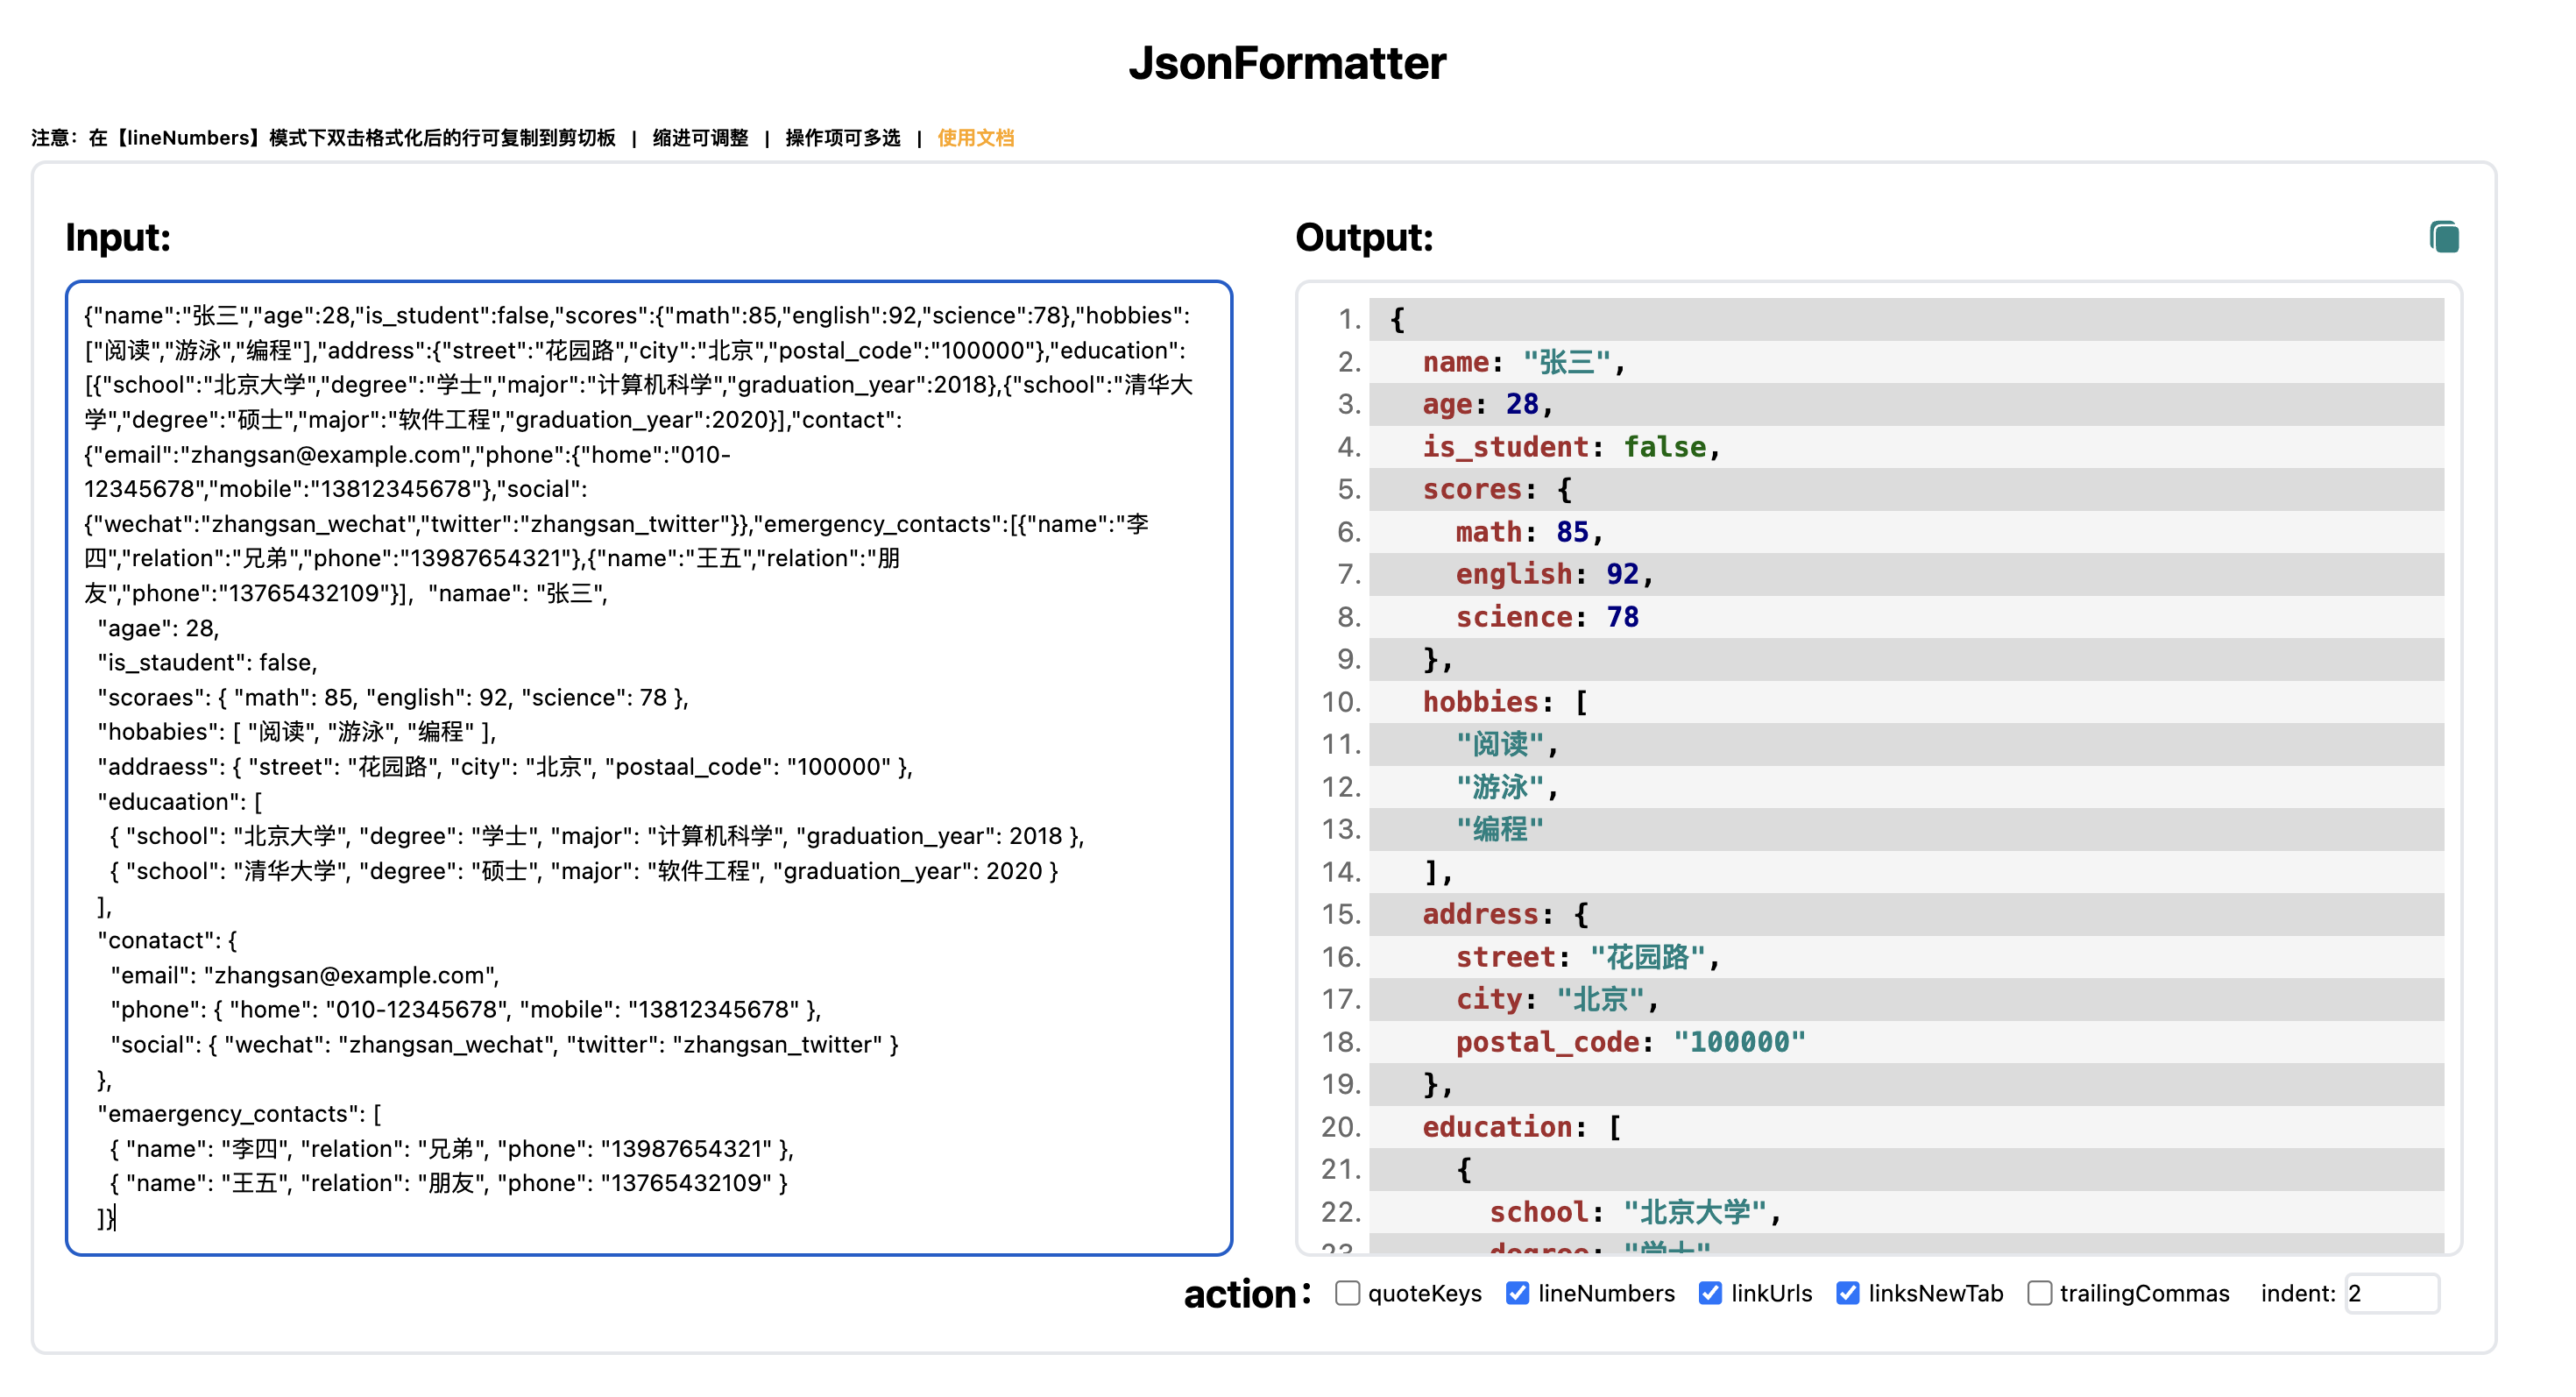 JsonFormatter
注意：在【lineNumbers】模式下双击格式化后的行可复制到剪切板 | 缩进可调整 | 操作项可多选 | 使用文档
Input:
{"name":"张三","age":28,"is_student":false,"scores":{"math":85,"english":92,"science":78},"hobbies":
["阅读","游泳","编程"],"address":{"street":"花园路","city":"北京","postal_code":"100000"},"education":
[{"school":"北京大学","degree":"学士","major":"计算机科学","graduation_year":2018},{"school":"清华大
学","degree":"硕士","major":"软件工程","graduation_year":2020}],"contact":
{"email":"zhangsan@example.com","phone":{"home":"010-
12345678","mobile":"13812345678"},"social":
{"wechat":"zhangsan_wechat","twitter":"zhangsan_twitter"}},"emergency_contacts":[{"name":"李
四","relation":"兄弟","phone":"13987654321"},{"name":"王五","relation":"朋
友","phone":"13765432109"}],  "namae": "张三",
  "agae": 28,
  "is_staudent": false,
  "scoraes": { "math": 85, "english": 92, "science": 78 },
  "hobabies": [ "阅读", "游泳", "编程" ],
  "addraess": { "street": "花园路", "city": "北京", "postaal_code": "100000" },
  "educaation": [
    { "school": "北京大学", "degree": "学士", "major": "计算机科学", "graduation_year": 2018 },
    { "school": "清华大学", "degree": "硕士", "major": "软件工程", "graduation_year": 2020 }
  ],
  "conatact": {
    "email": "zhangsan@example.com",
    "phone": { "home": "010-12345678", "mobile": "13812345678" },
    "social": { "wechat": "zhangsan_wechat", "twitter": "zhangsan_twitter" }
  },
  "emaergency_contacts": [
    { "name": "李四", "relation": "兄弟", "phone": "13987654321" },
    { "name": "王五", "relation": "朋友", "phone": "13765432109" }
  ]}
Output:
1. {
2.   name: "张三",
3.   age: 28,
4.   is_student: false,
5.   scores: {
6.     math: 85,
7.     english: 92,
8.     science: 78
9.   },
10.   hobbies: [
11.     "阅读",
12.     "游泳",
13.     "编程"
14.   ],
15.   address: {
16.     street: "花园路",
17.     city: "北京",
18.     postal_code: "100000"
19.   },
20.   education: [
21.     {
22.       school: "北京大学",
23.       degree: "学士"
action： quoteKeys lineNumbers linkUrls linksNewTab trailingCommas indent: 2